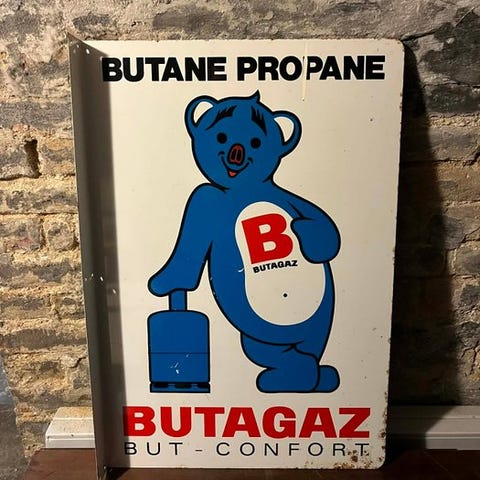 BUTANE PROPANE
B
BUTAGAZ
BUTAGAZ
BUT - CONFORT